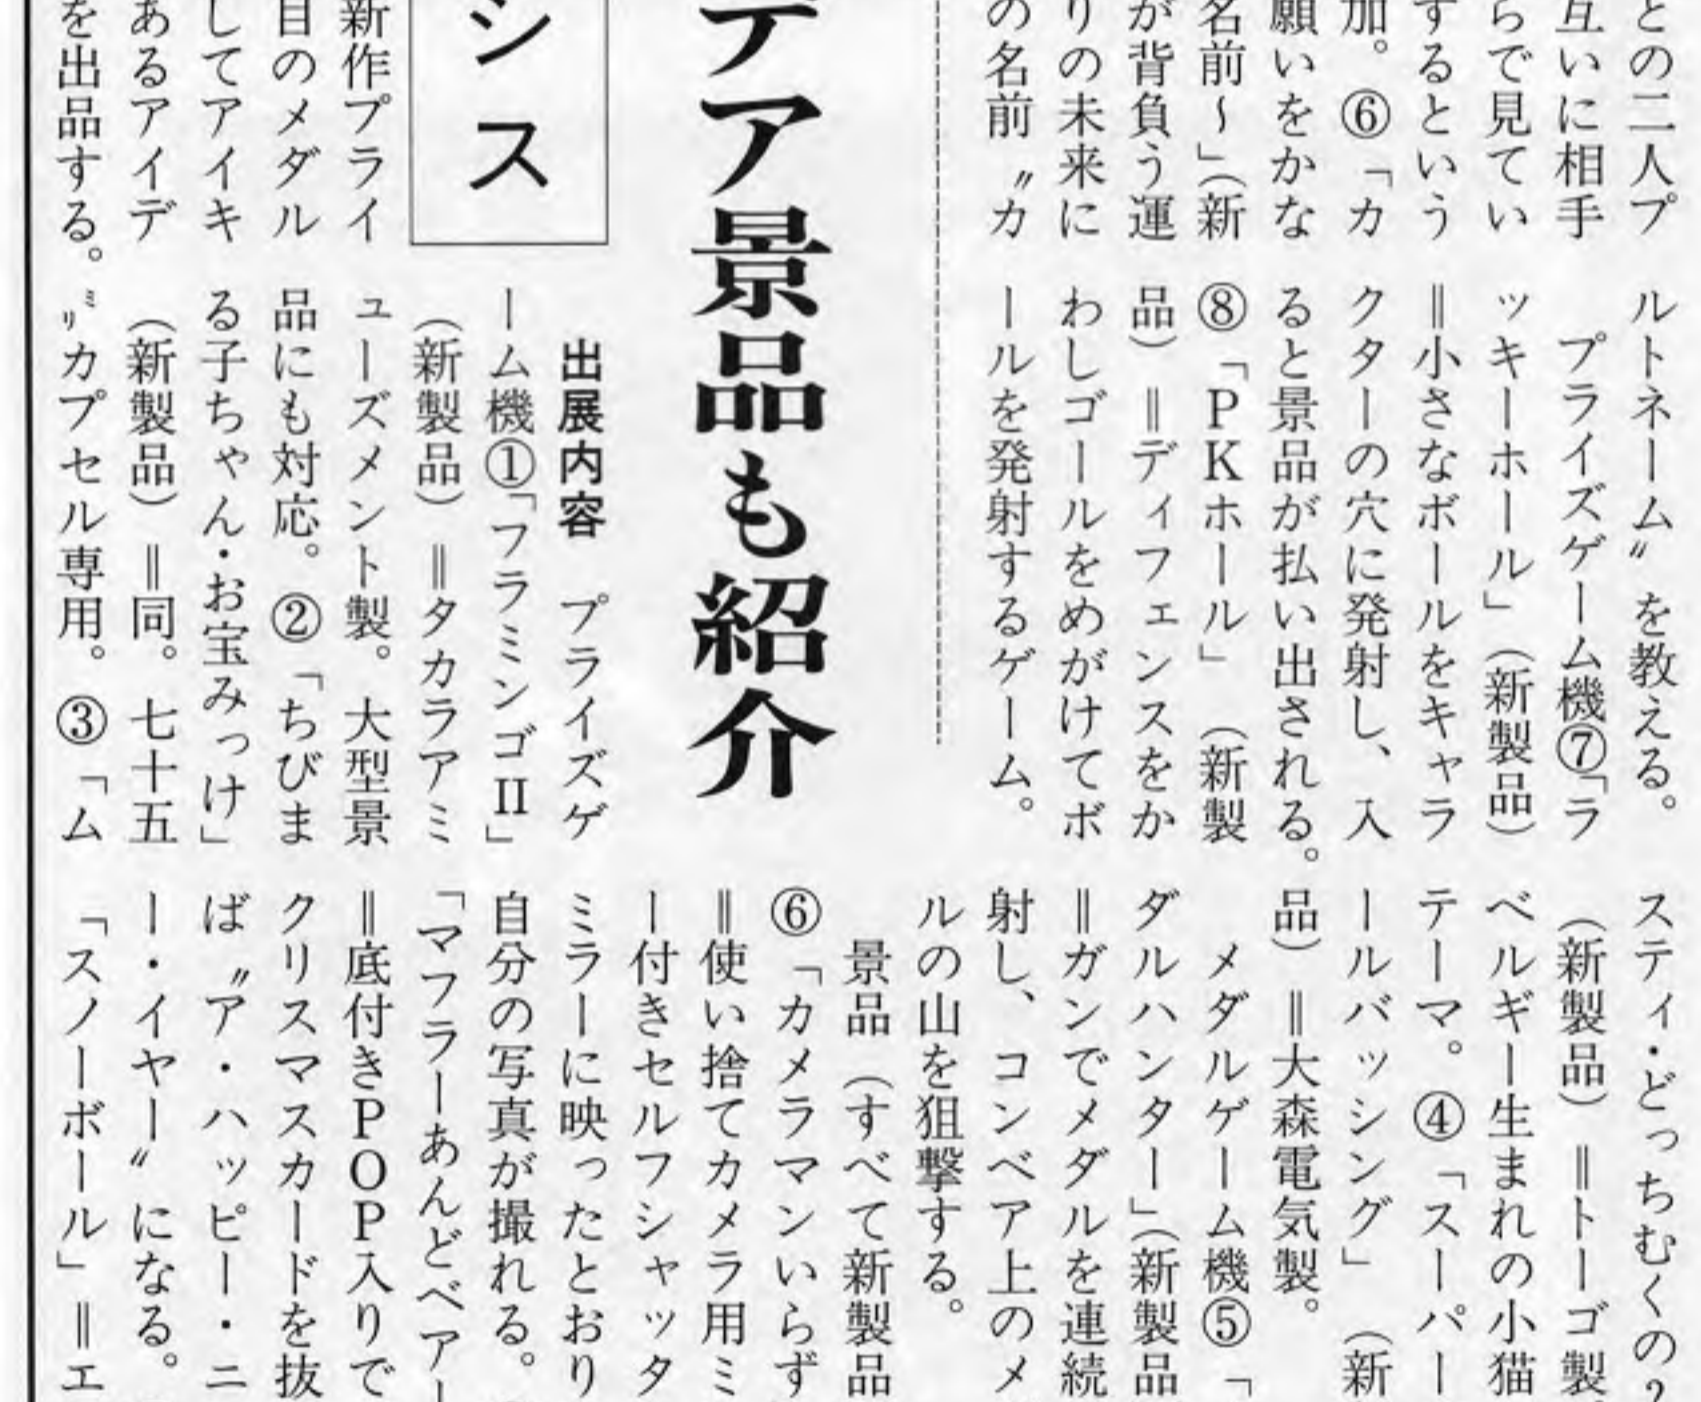 との二人プ
互いに相手
らで見てい
するという
加。⑥「カ
願いをかな
名前〜」(新
が背負う運
りの未来に
の名前〝カ
ルトネーム〟を教える。
プライズゲーム機⑦「ラ
ッキーホール」(新製品)
＝小さなボールをキャラ
クターの穴に発射し、入
ると景品が払い出される。
⑧「PKホール」(新製
品)＝ディフェンスをか
わしゴールをめがけてボ
ールを発射するゲーム。
デア景品も紹介
シス
新作プライ
目のメダル
してアイキ
あるアイデ
を出品する。
出展内容　プライズゲ
ーム機①「フラミンゴII」
(新製品)＝タカラアミ
ューズメント製。大型景
品にも対応。②「ちびま
る子ちゃん・お宝みっけ」
(新製品)＝同。七十五
ミリカプセル専用。③「ム
スティ・どっちむくの?
(新製品)＝トーゴ製。
ベルギー生まれの小猫
テーマ。④「スーパー
ールバッシング」(新
品)＝大森電気製。
メダルゲーム機⑤「
ダルハンター」(新製品
＝ガンでメダルを連続
射し、コンベア上のメ
ルの山を狙撃する。
景品(すべて新製品
⑥「カメラマンいらず
＝使い捨てカメラ用ミ
ー付きセルフシャッタ
ミラーに映ったとおり
自分の写真が撮れる。
「マフラーあんどベアー
＝底付きPOP入りで
クリスマスカードを抜
ば〝ア・ハッピー・ニ
ー・イヤー〟になる。
「スノーボール」＝エ